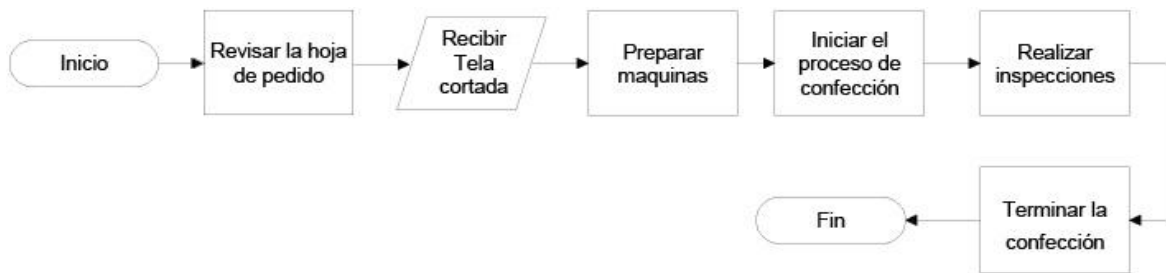 Inicio
Revisar la hoja
de pedido
Recibir
Tela
cortada
Preparar
maquinas
Iniciar el
proceso de
confección
Realizar
inspecciones
Fin
Terminar la
confección